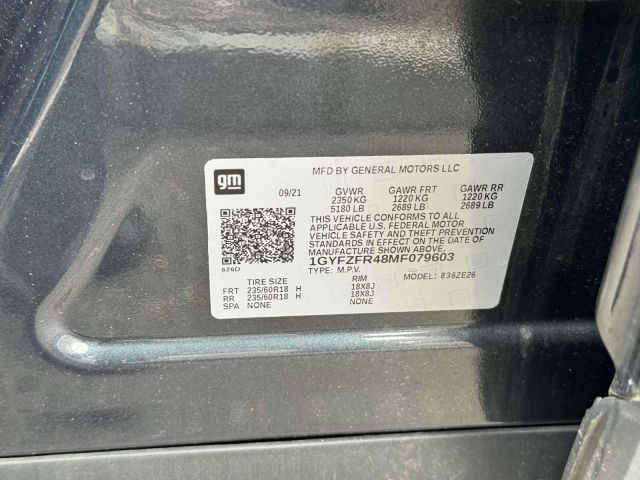 gm
MFD BY GENERAL MOTORS LLC
09/21 GVWR GAWR FRT GAWR RR
2350 KG 1220 KG 1220 KG
5180 LB 2689 LB 2689 LB
THIS VEHICLE CONFORMS TO ALL
APPLICABLE U.S. FEDERAL MOTOR
VEHICLE SAFETY AND THEFT
PREVENTION STANDARDS
IN EFFECT ON THE DATE OF
MANUFACTURE SHOWN ABOVE.
626D
1GYFZFR48MF079603
TYPE: M.P.V. MODEL: 836ZE26
TIRE SIZE RIM
FRT 235/60R18 H 18X8J
RR 235/60R18 H 18X8J
SPA NONE NONE